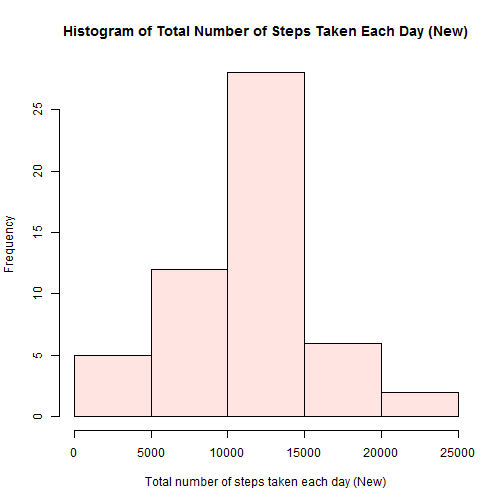 Histogram of Total Number of Steps Taken Each Day (New)
Frequency
25
20
15
10
5
0
0 5000 10000 15000 20000 25000
Total number of steps taken each day (New)